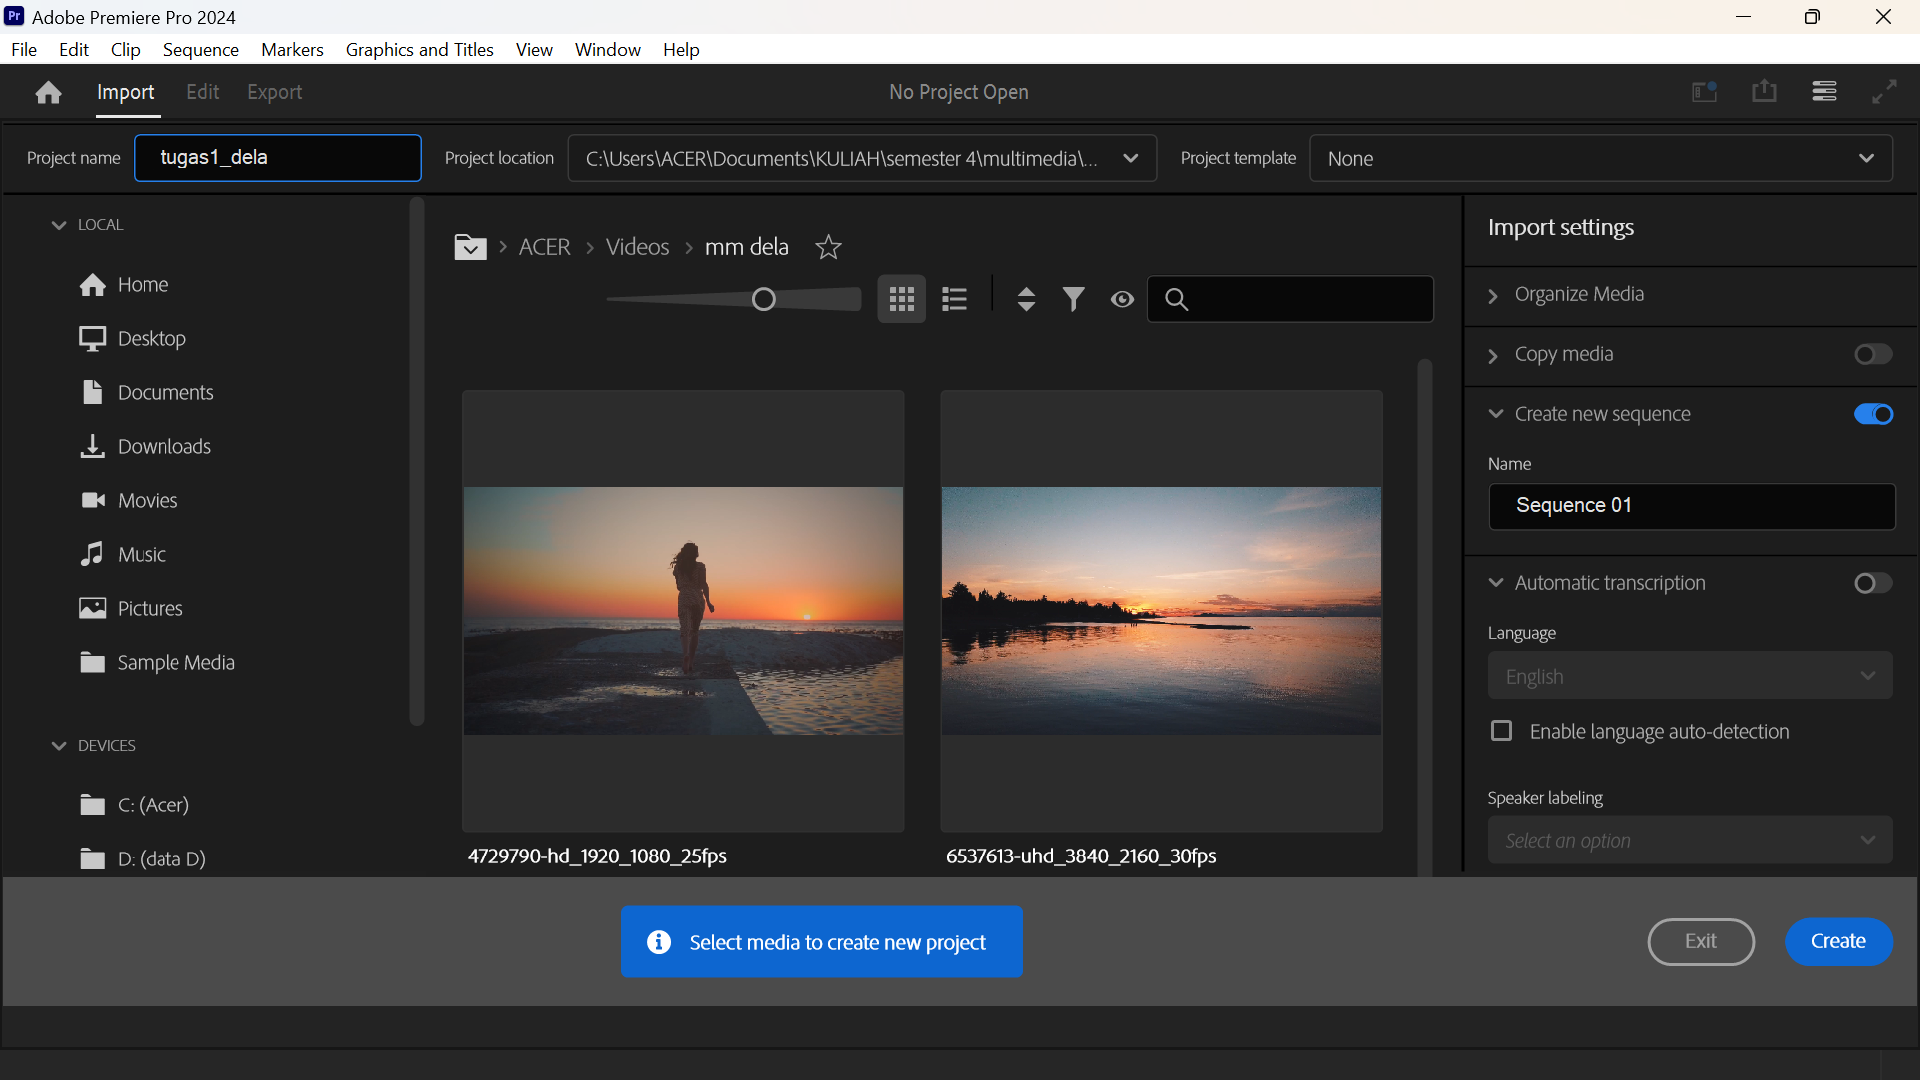 Pr Adobe Premiere Pro 2024
File Edit Clip Sequence Markers Graphics and Titles View Window Help
Import Edit Export No Project Open
Project name tugas1_dela Project location C:\Users\ACER\Documents\KULIAH\semester 4\multimedia\... Project template None
LOCAL
Home
Desktop
Documents
Downloads
Movies
Music
Pictures
Sample Media
DEVICES
C: (Acer)
D: (data D)
ACER > Videos > mm dela
4729790-hd_1920_1080_25fps
6537613-uhd_3840_2160_30fps
Import settings
Organize Media
Copy media
Create new sequence
Name
Sequence 01
Automatic transcription
Language
English
Enable language auto-detection
Speaker labeling
Select an option
Select media to create new project
Exit Create